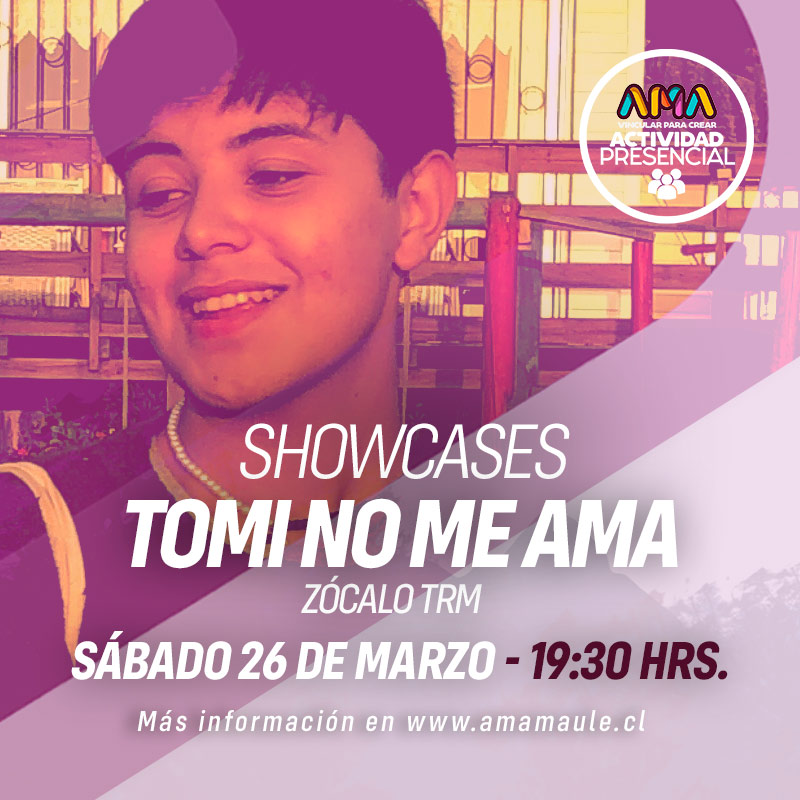 AMA
VINCULAR PARA CREAR
ACTIVIDAD
PRESENCIAL
SHOWCASES
TOMI NO ME AMA
ZÓCALO TRM
SÁBADO 26 DE MARZO - 19:30 HRS.
Más información en www.amamaule.cl